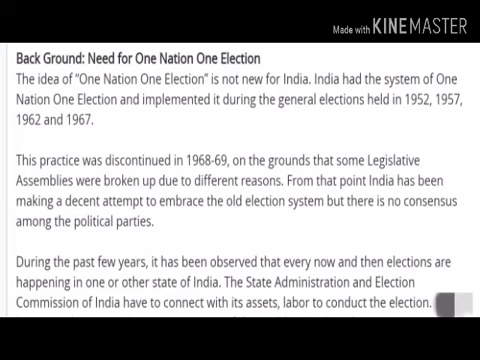 Made with KINEMASTER
Back Ground: Need for One Nation One Election
The idea of “One Nation One Election” is not new for India. India had the system of One
Nation One Election and implemented it during the general elections held in 1952, 1957,
1962 and 1967.
This practice was discontinued in 1968-69, on the grounds that some Legislative
Assemblies were broken up due to different reasons. From that point India has been
making a decent attempt to embrace the old election system but there is no consensus
among the political parties.
During the past few years, it has been observed that every now and then elections are
happening in one or other state of India. The State Administration and Election
Commission of India have to connect with its assets, labor to conduct the election.